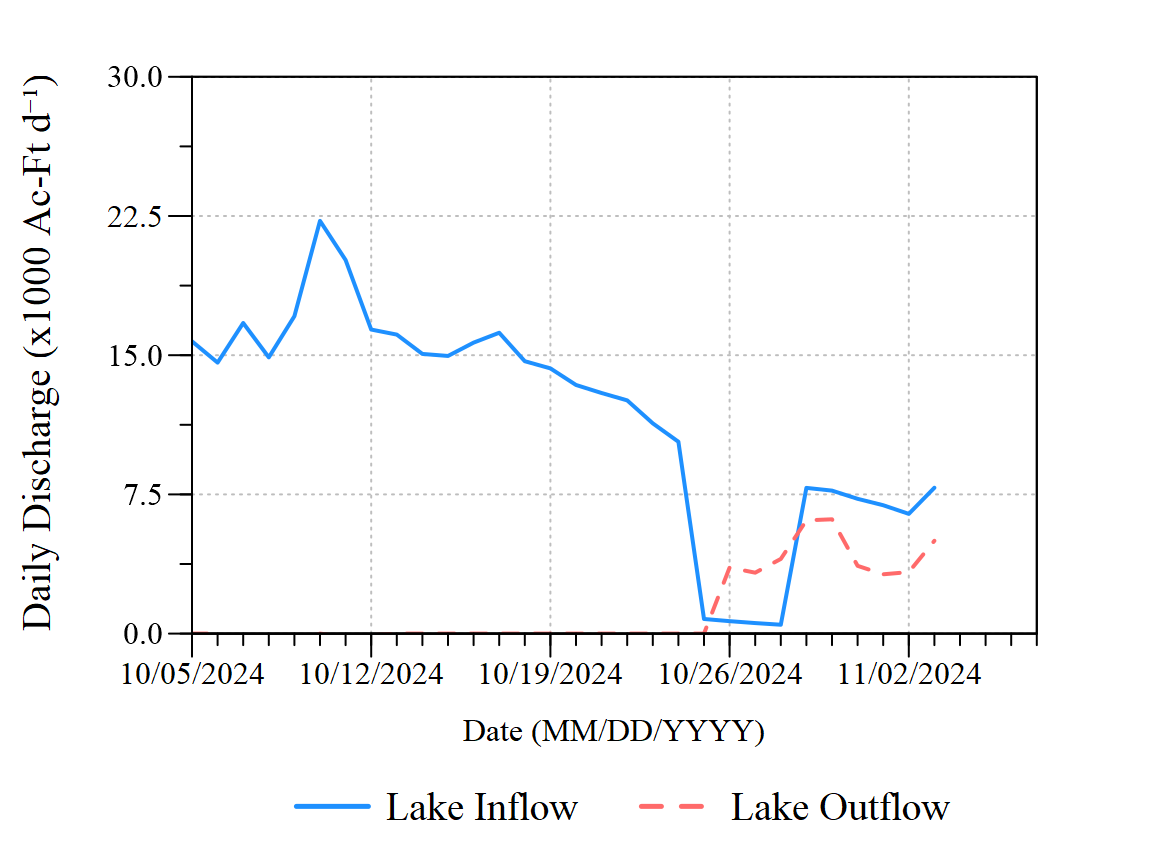 Daily Discharge (x1000 Ac-Ft d⁻¹)
30.0
22.5
15.0
7.5
0.0
10/05/2024 10/12/2024 10/19/2024 10/26/2024 11/02/2024
Date (MM/DD/YYYY)
Lake Inflow Lake Outflow